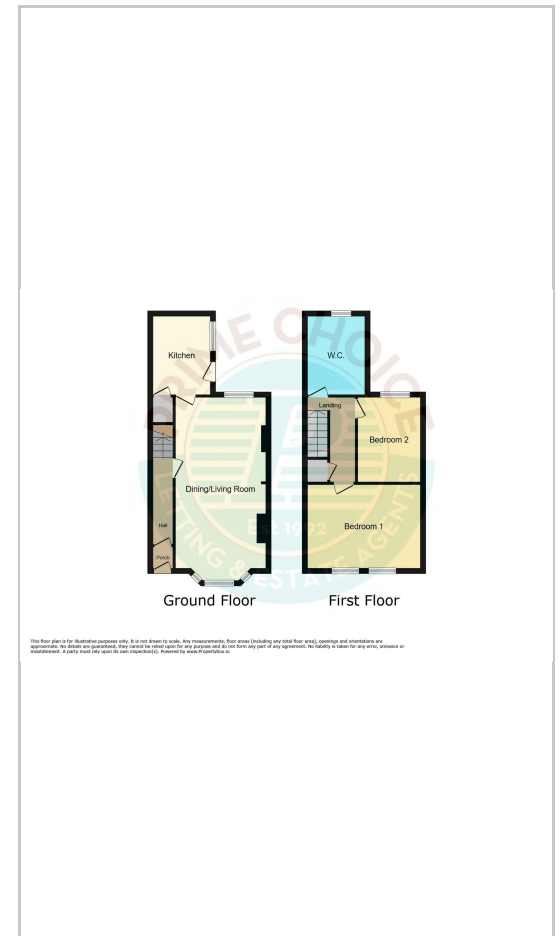 Kitchen
Dining/Living Room
Hall
Porch
W.C.
Landing
Bedroom 2
Bedroom 1
PRIME CHOICE
Est 1992
LETTING & ESTATE AGENTS
Ground Floor
First Floor
This floor plan is for illustrative purposes only. It is not drawn to scale. Any measurements, floor areas (including any total floor area), openings and orientations are
approximate. No details are guaranteed, they cannot be relied upon for any purpose and do not form any part of any agreement. No liability is taken for any error, omission or
misstatement. A party must rely upon its own inspection(s). Powered by www.Propertybox.io